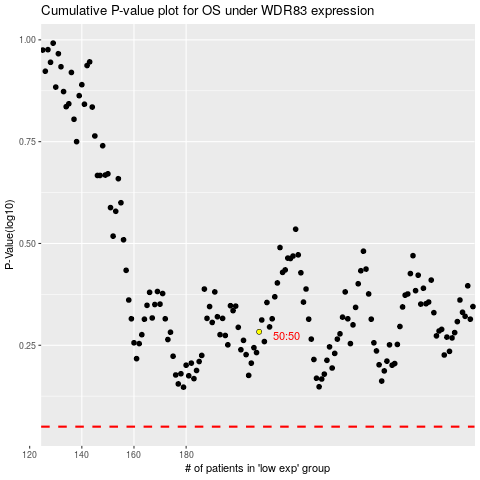 Cumulative P-value plot for OS under WDR83 expression
1.00
0.75
0.50
0.25
P-Value(log10)
50:50
120 140 160 180
# of patients in 'low exp' group